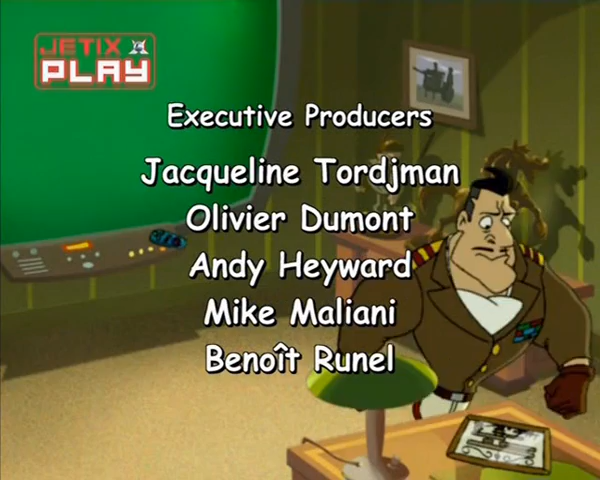 JETIX
PLAY
Executive Producers
Jacqueline Tordjman
Olivier Dumont
Andy Heyward
Mike Maliani
Benoît Runel